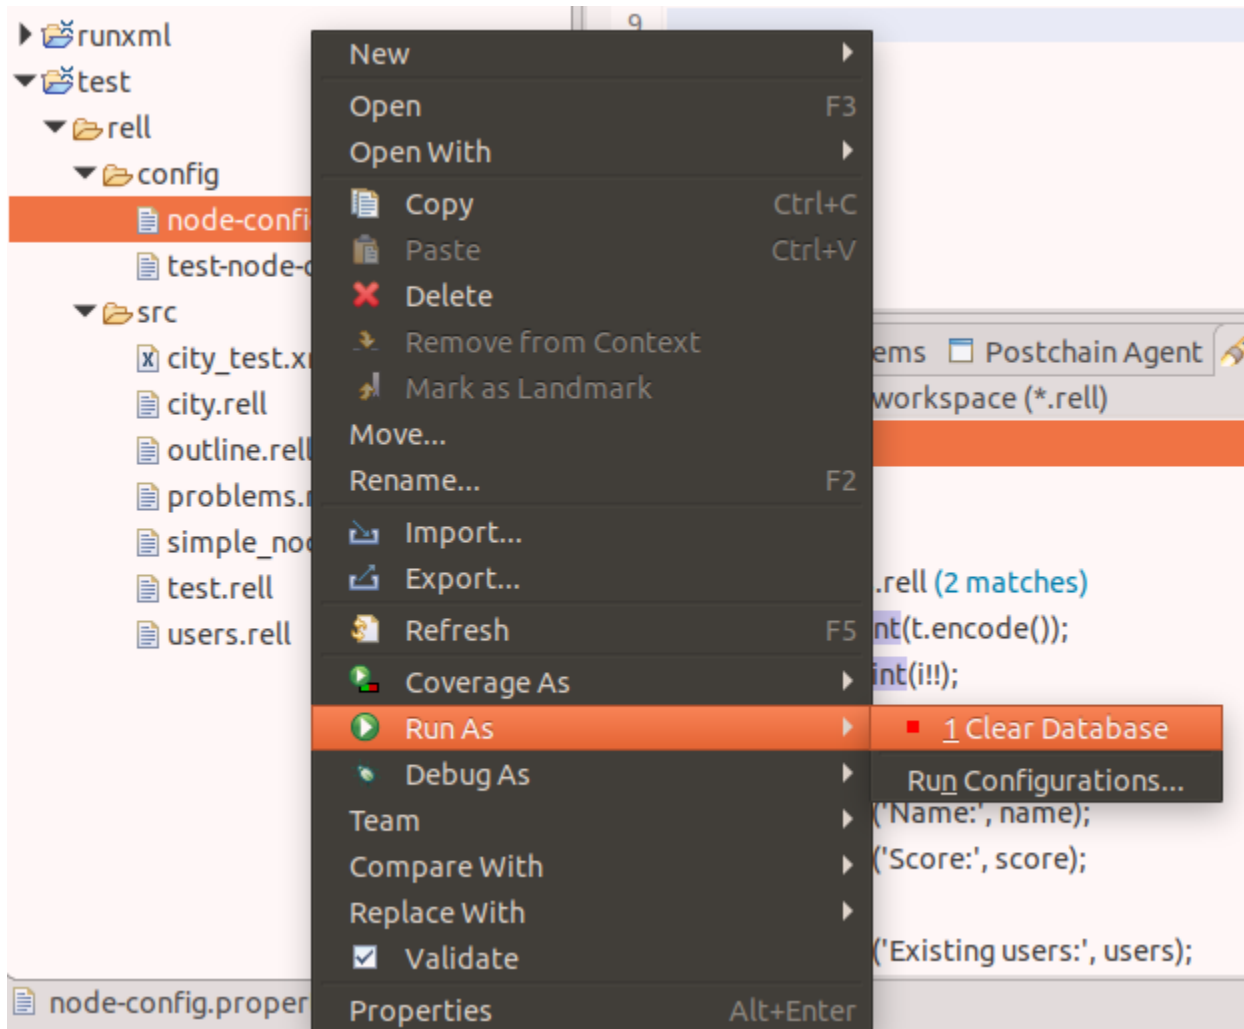 runxml
test
rell
config
node-confi
test-node-
src
city_test.x
city.rell
outline.rell
problems.
simple_no
test.rell
users.rell
node-config.proper
New
Open F3
Open With
Copy Ctrl+C
Paste Ctrl+V
Delete
Remove from Context
Mark as Landmark
Move...
Rename... F2
Import...
Export...
Refresh F5
Coverage As
Run As
Debug As
Team
Compare With
Replace With
Validate
Properties Alt+Enter
1 Clear Database
Run Configurations...
9
ems Postchain Agent
workspace (*.rell)
.rell (2 matches)
nt(t.encode());
int(i!!);
('Name:', name);
('Score:', score);
('Existing users:', users);